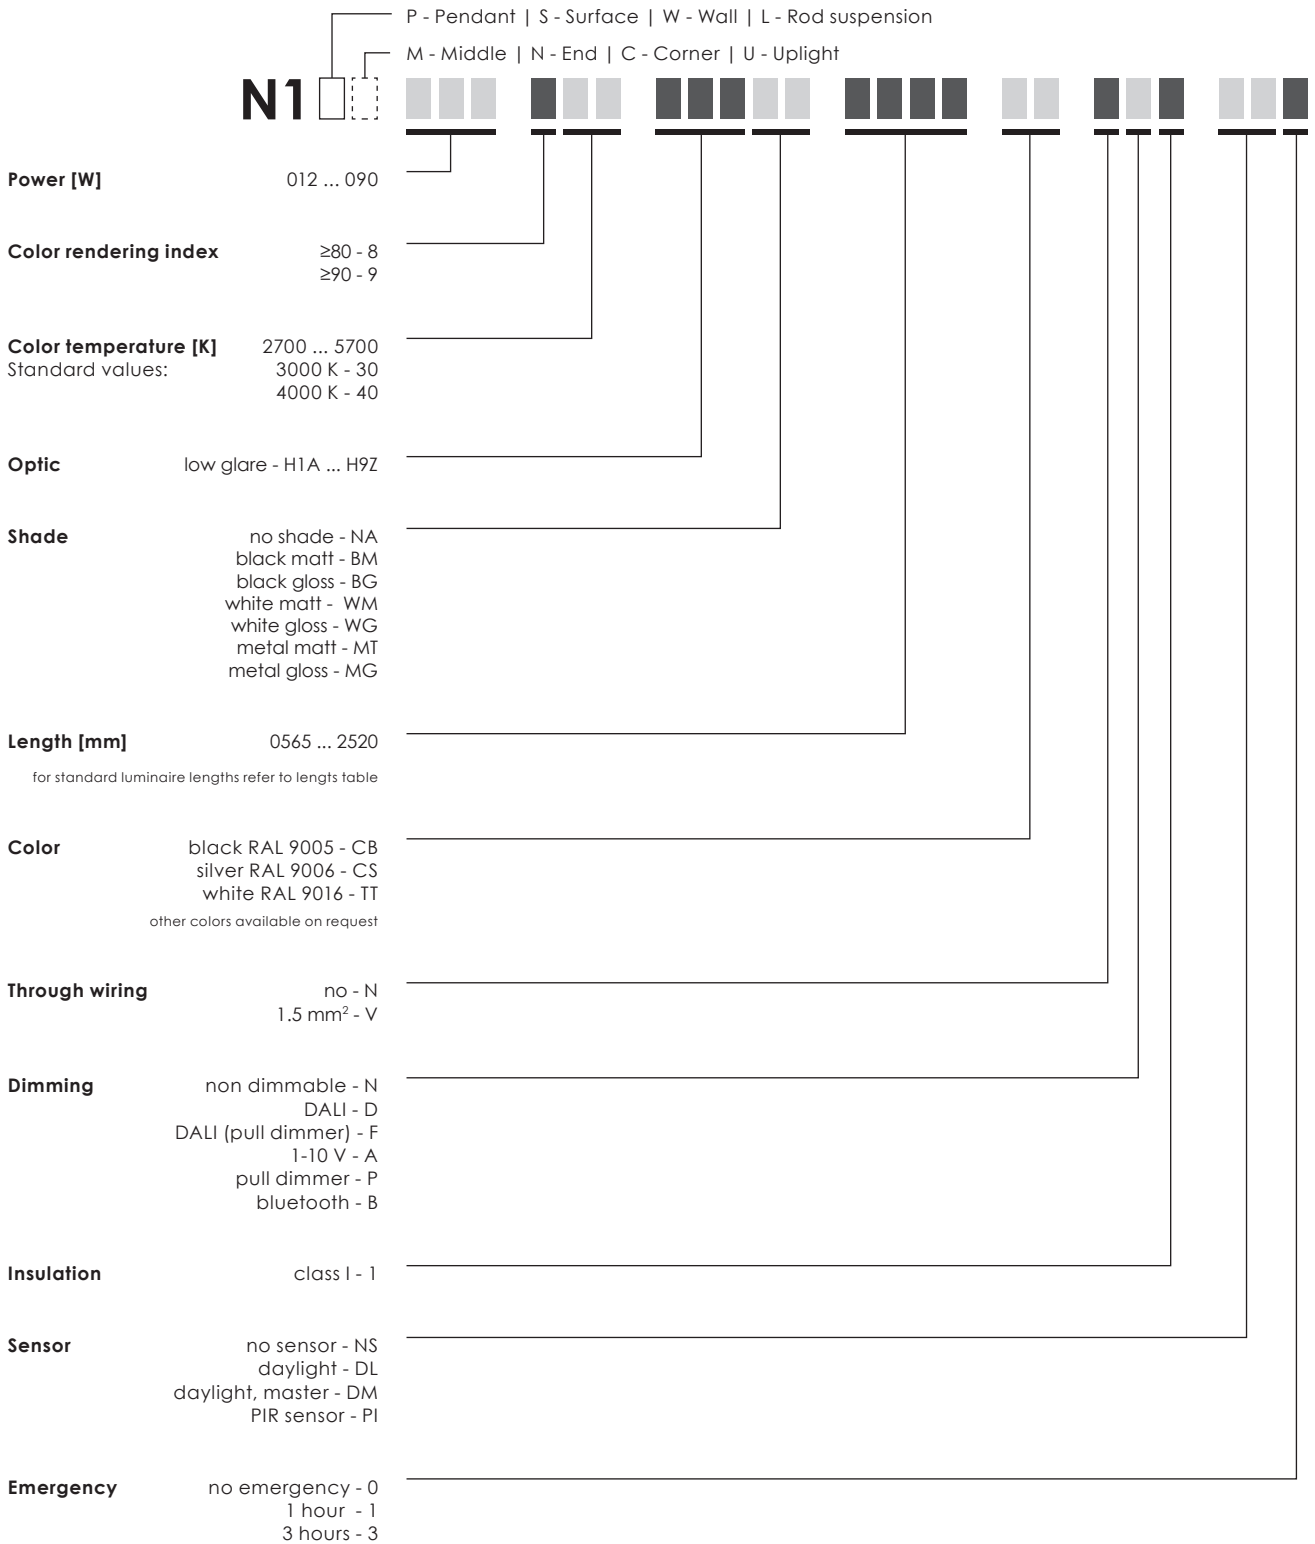 P - Pendant | S - Surface | W - Wall | L - Rod suspension
M - Middle | N - End | C - Corner | U - Uplight
N1
Power [W] 012 ... 090
Color rendering index ≥80 - 8
≥90 - 9
Color temperature [K] 2700 ... 5700
Standard values: 3000 K - 30
4000 K - 40
Optic low glare - H1A ... H9Z
Shade no shade - NA
black matt - BM
black gloss - BG
white matt - WM
white gloss - WG
metal matt - MT
metal gloss - MG
Length [mm] 0565 ... 2520
for standard luminaire lengths refer to lengts table
Color black RAL 9005 - CB
silver RAL 9006 - CS
white RAL 9016 - TT
other colors available on request
Through wiring no - N
1.5 mm² - V
Dimming non dimmable - N
DALI - D
DALI (pull dimmer) - F
1-10 V - A
pull dimmer - P
bluetooth - B
Insulation class I - 1
Sensor no sensor - NS
daylight - DL
daylight, master - DM
PIR sensor - PI
Emergency no emergency - 0
1 hour - 1
3 hours - 3